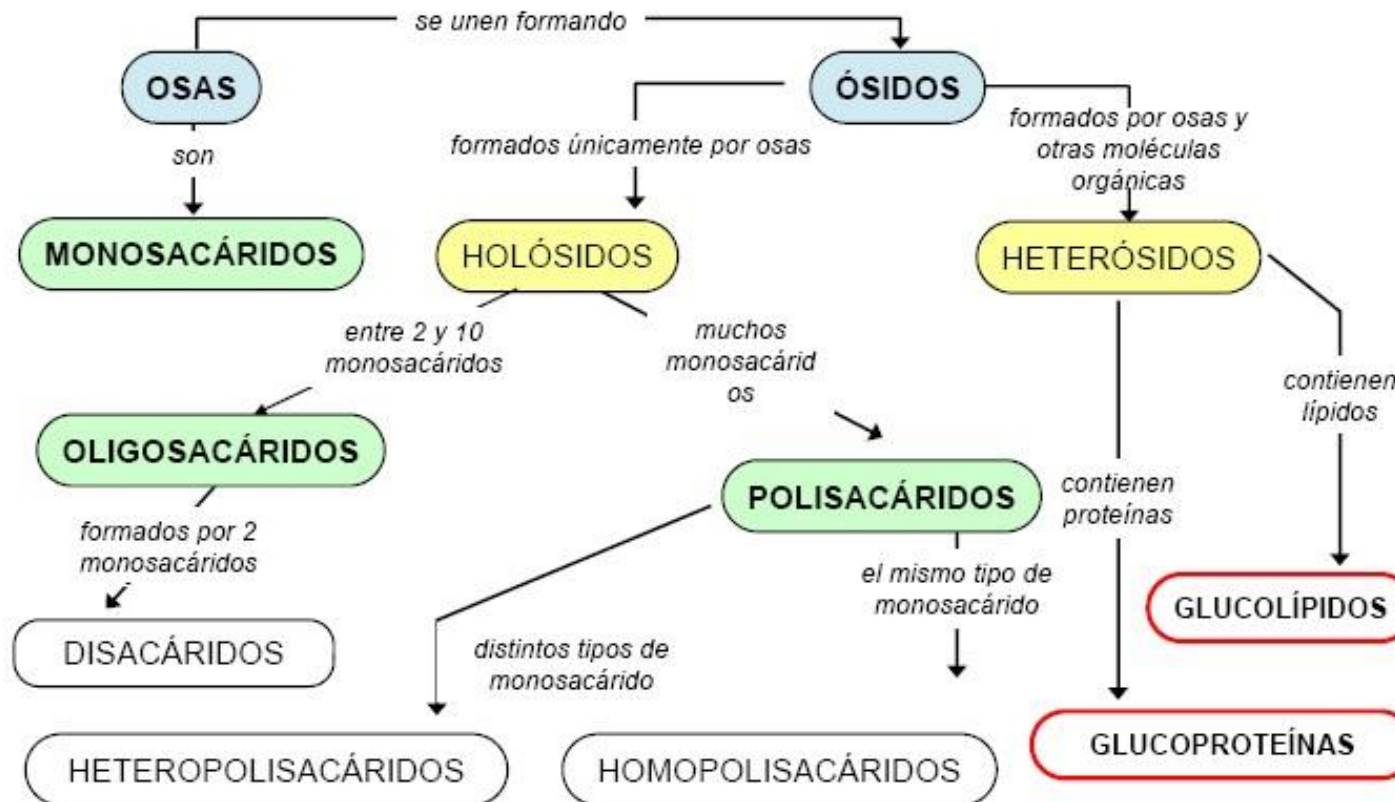 se unen formando
OSAS
ÓSIDOS
son
formados únicamente por osas
formados por osas y
otras moléculas
orgánicas
MONOSACÁRIDOS
HOLÓSIDOS
HETERÓSIDOS
entre 2 y 10
monosacáridos
muchos
monosacárid
os
contienen
lípidos
OLIGOSACÁRIDOS
POLISACÁRIDOS
formados por 2
monosacáridos
contienen
proteínas
el mismo tipo de
monosacárido
GLUCOLÍPIDOS
DISACÁRIDOS
distintos tipos de
monosacárido
HETEROPOLISACÁRIDOS
HOMOPOLISACÁRIDOS
GLUCOPROTEÍNAS